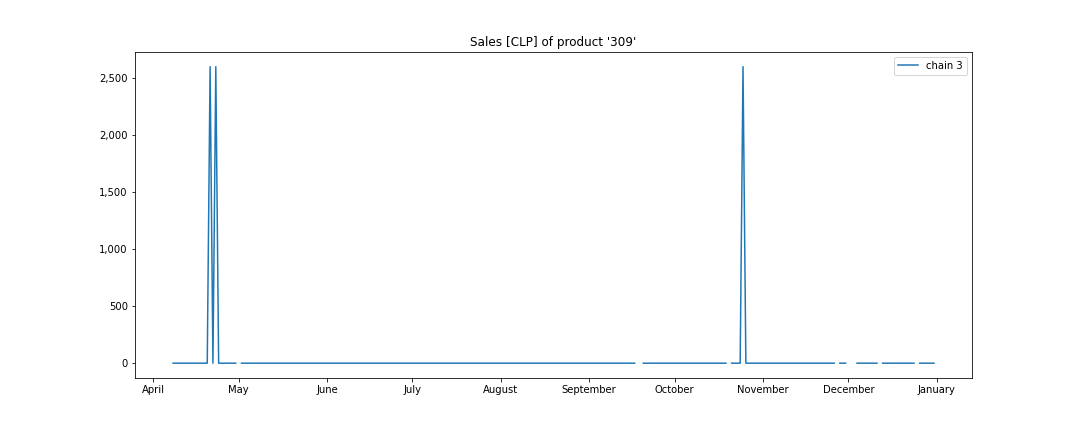 Sales [CLP] of product '309'
chain 3
2,500
2,000
1,500
1,000
500
0
April May June July August September October November December January